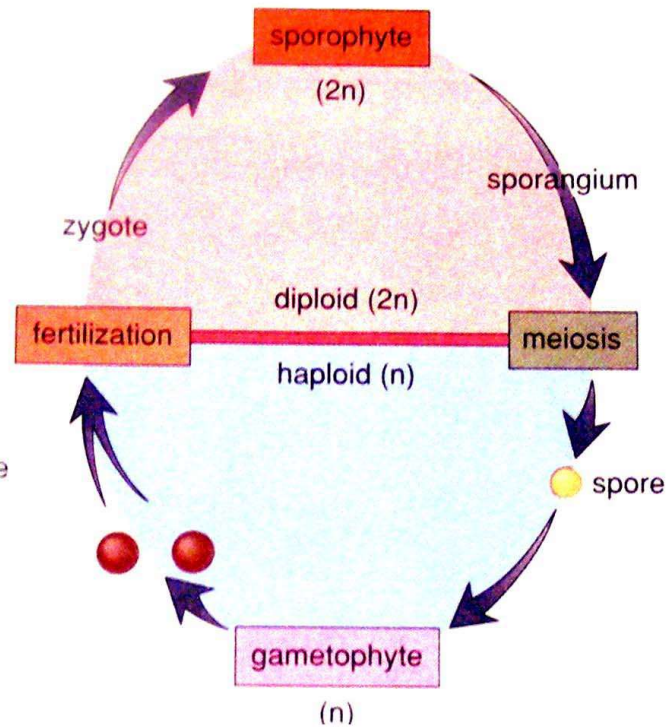 sporophyte
(2n)
sporangium
zygote
diploid (2n)
fertilization
meiosis
haploid (n)
e
spore
gametophyte
(n)